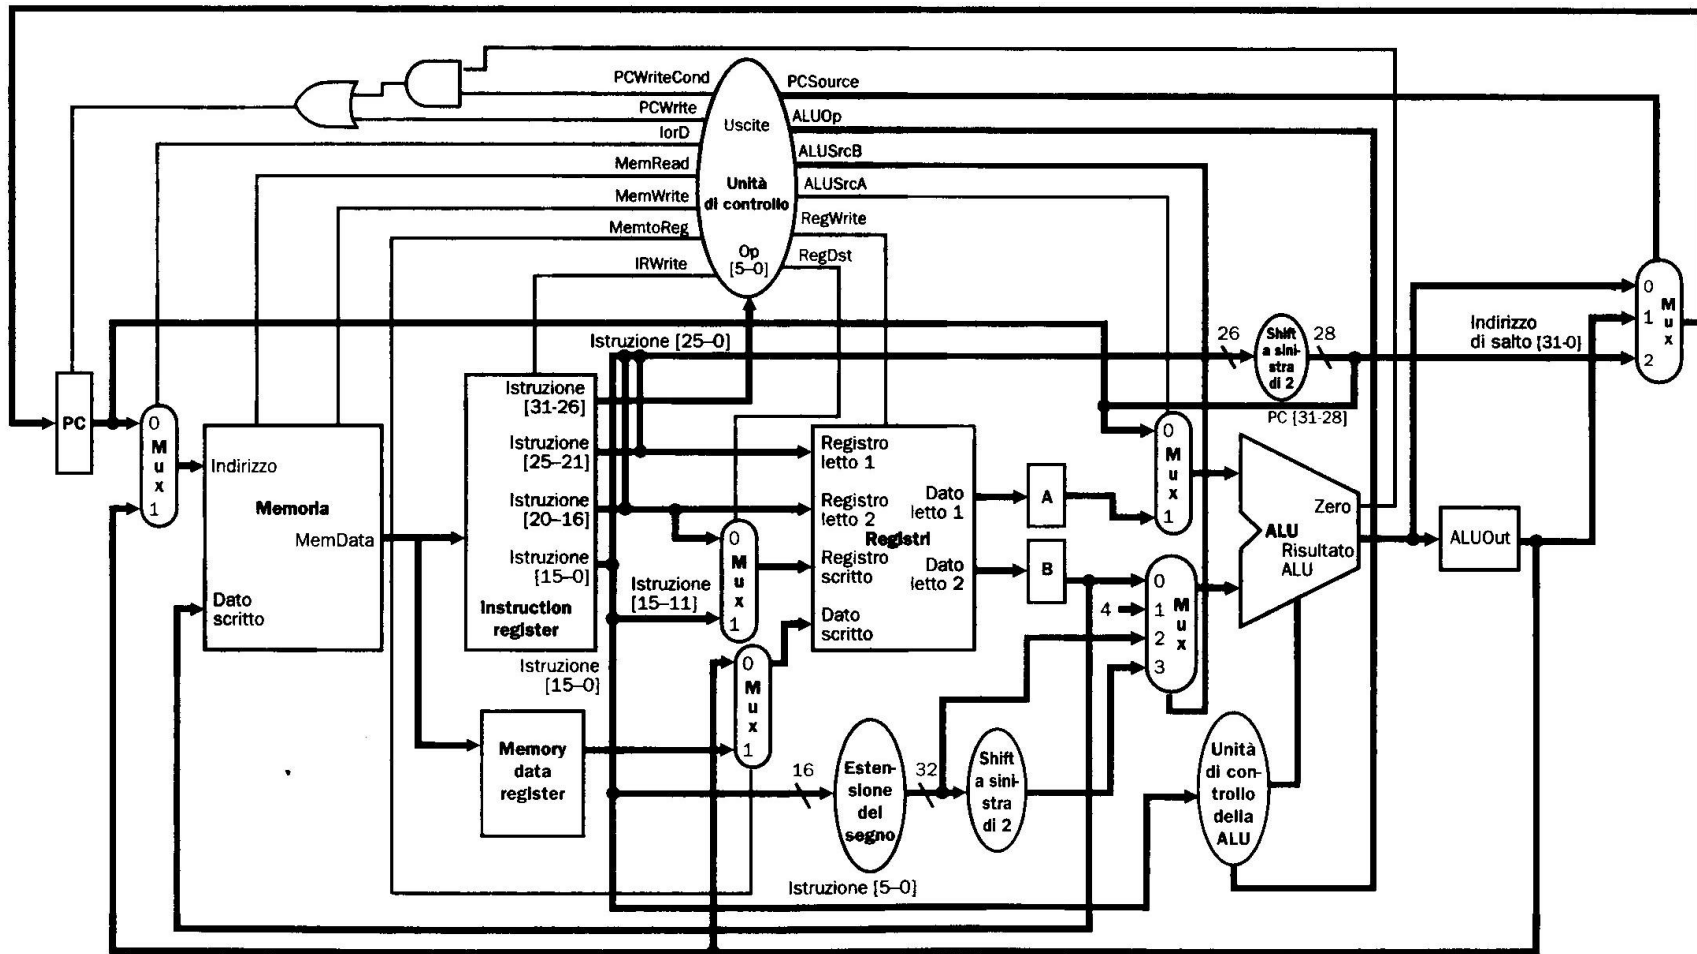 PCWriteCond
PCWrite
IorD
MemRead
MemWrite
MemtoReg
IRWrite
Uscite
Unità
di controllo
Op
[5–0]
PCSource
ALUOp
ALUSrcB
ALUSrcA
RegWrite
RegDst
Istruzione [25–0]
26
Shift
a sini-
stra
di 2
28
Indirizzo
di salto [31-0]
PC [31-28]
0
1
2
M
u
x
PC
0
M
u
x
1
Indirizzo
Memoria
MemData
Dato
scritto
Istruzione
[31-26]
Istruzione
[25–21]
Istruzione
[20–16]
Istruzione
[15–0]
Instruction
register
Istruzione
[15–0]
Memory
data
register
Istruzione
[15–11]
0
M
u
x
1
0
M
u
x
1
Registro
letto 1
Registro
letto 2
Registri
Registro
scritto
Dato
scritto
Dato
letto 1
Dato
letto 2
A
B
4
0
M
u
x
1
0
1
2
3
M
u
x
ALU
Zero
Risultato
ALU
ALUOut
16
Esten-
sione
del
segno
32
Shift
a sini-
stra
di 2
Unità
di con-
trollo
della
ALU
Istruzione [5–0]